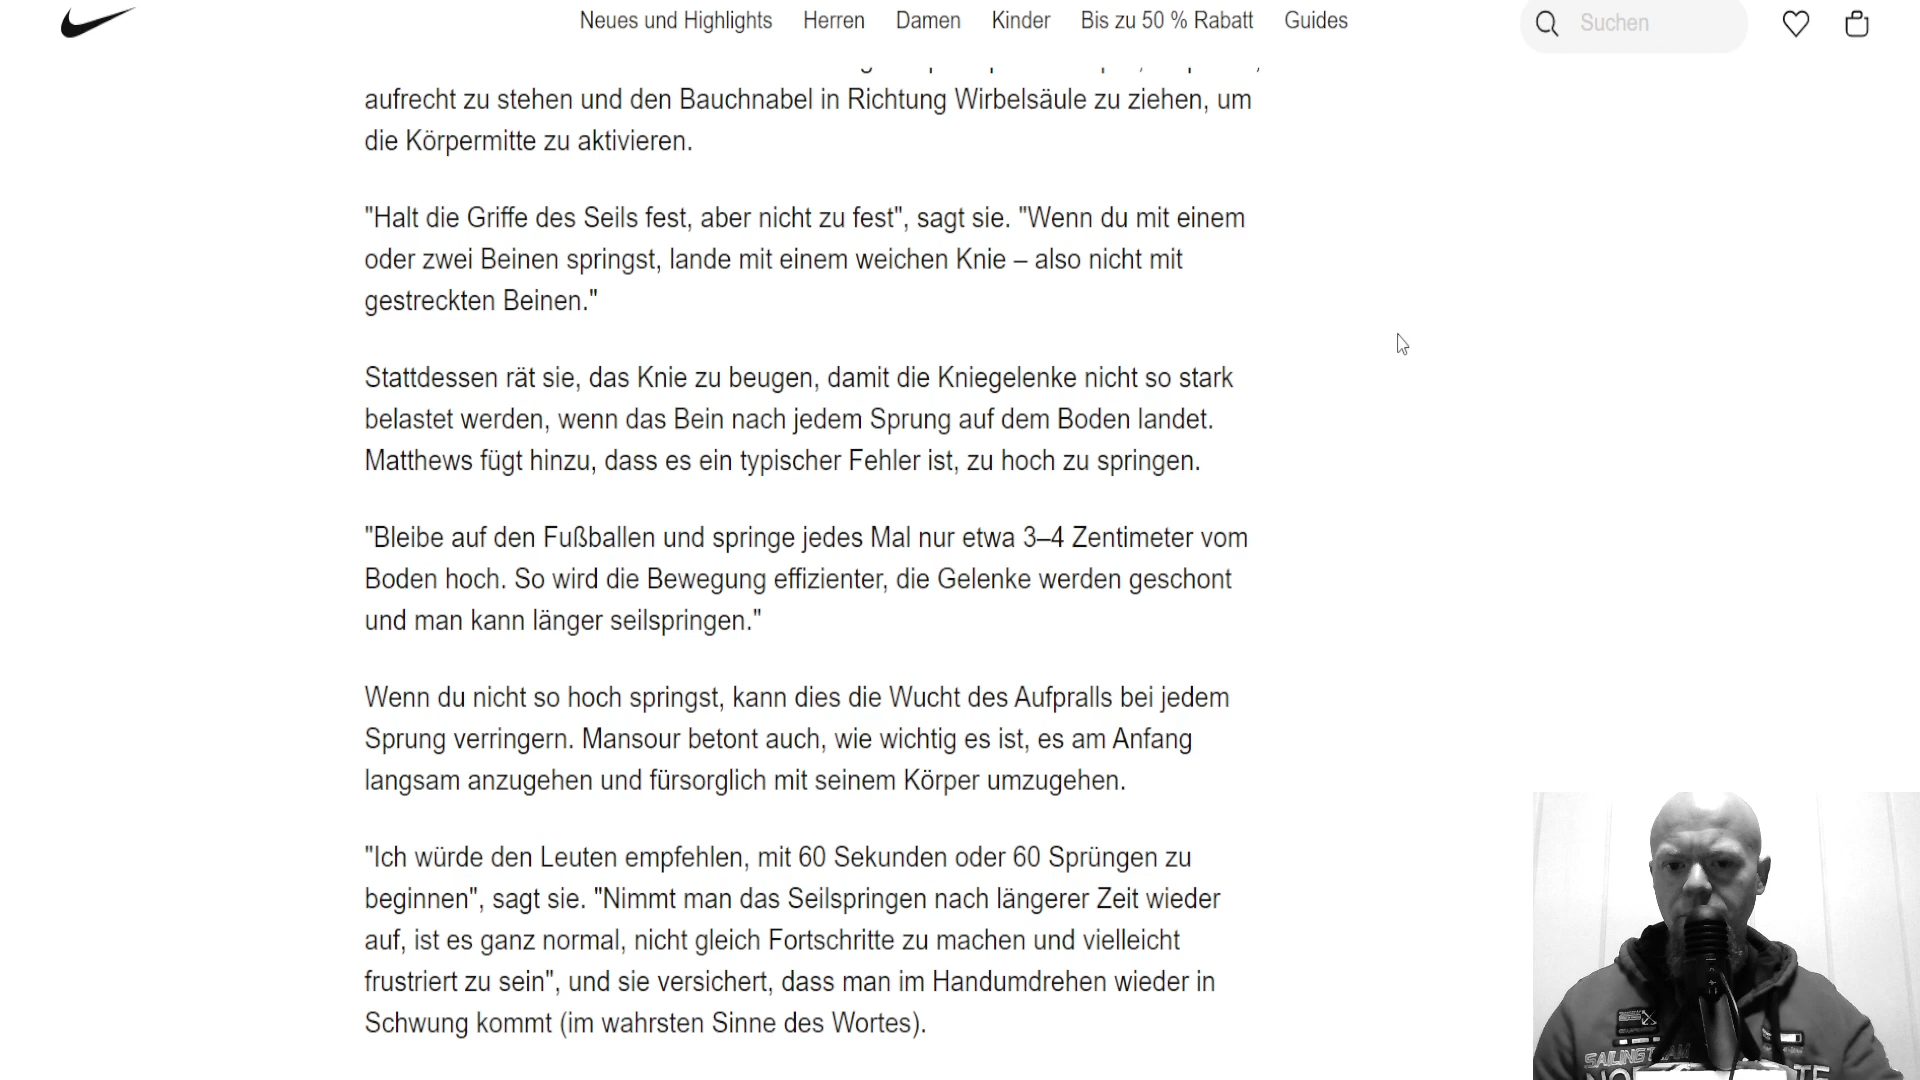 Neues und Highlights Herren Damen Kinder Bis zu 50 % Rabatt Guides
Suchen
aufrecht zu stehen und den Bauchnabel in Richtung Wirbelsäule zu ziehen, um
die Körpermitte zu aktivieren.
"Halt die Griffe des Seils fest, aber nicht zu fest", sagt sie. "Wenn du mit einem
oder zwei Beinen springst, lande mit einem weichen Knie – also nicht mit
gestreckten Beinen."
Stattdessen rät sie, das Knie zu beugen, damit die Kniegelenke nicht so stark
belastet werden, wenn das Bein nach jedem Sprung auf dem Boden landet.
Matthews fügt hinzu, dass es ein typischer Fehler ist, zu hoch zu springen.
"Bleibe auf den Fußballen und springe jedes Mal nur etwa 3–4 Zentimeter vom
Boden hoch. So wird die Bewegung effizienter, die Gelenke werden geschont
und man kann länger seilspringen."
Wenn du nicht so hoch springst, kann dies die Wucht des Aufpralls bei jedem
Sprung verringern. Mansour betont auch, wie wichtig es ist, es am Anfang
langsam anzugehen und fürsorglich mit seinem Körper umzugehen.
"Ich würde den Leuten empfehlen, mit 60 Sekunden oder 60 Sprüngen zu
beginnen", sagt sie. "Nimmt man das Seilspringen nach längerer Zeit wieder
auf, ist es ganz normal, nicht gleich Fortschritte zu machen und vielleicht
frustriert zu sein", und sie versichert, dass man im Handumdrehen wieder in
Schwung kommt (im wahrsten Sinne des Wortes).
SAILING